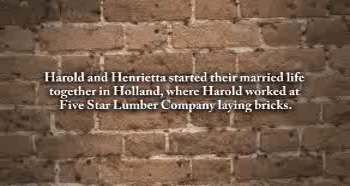 Harold and Henrietta started their married life
together in Holland, where Harold worked at
Five Star Lumber Company laying bricks.